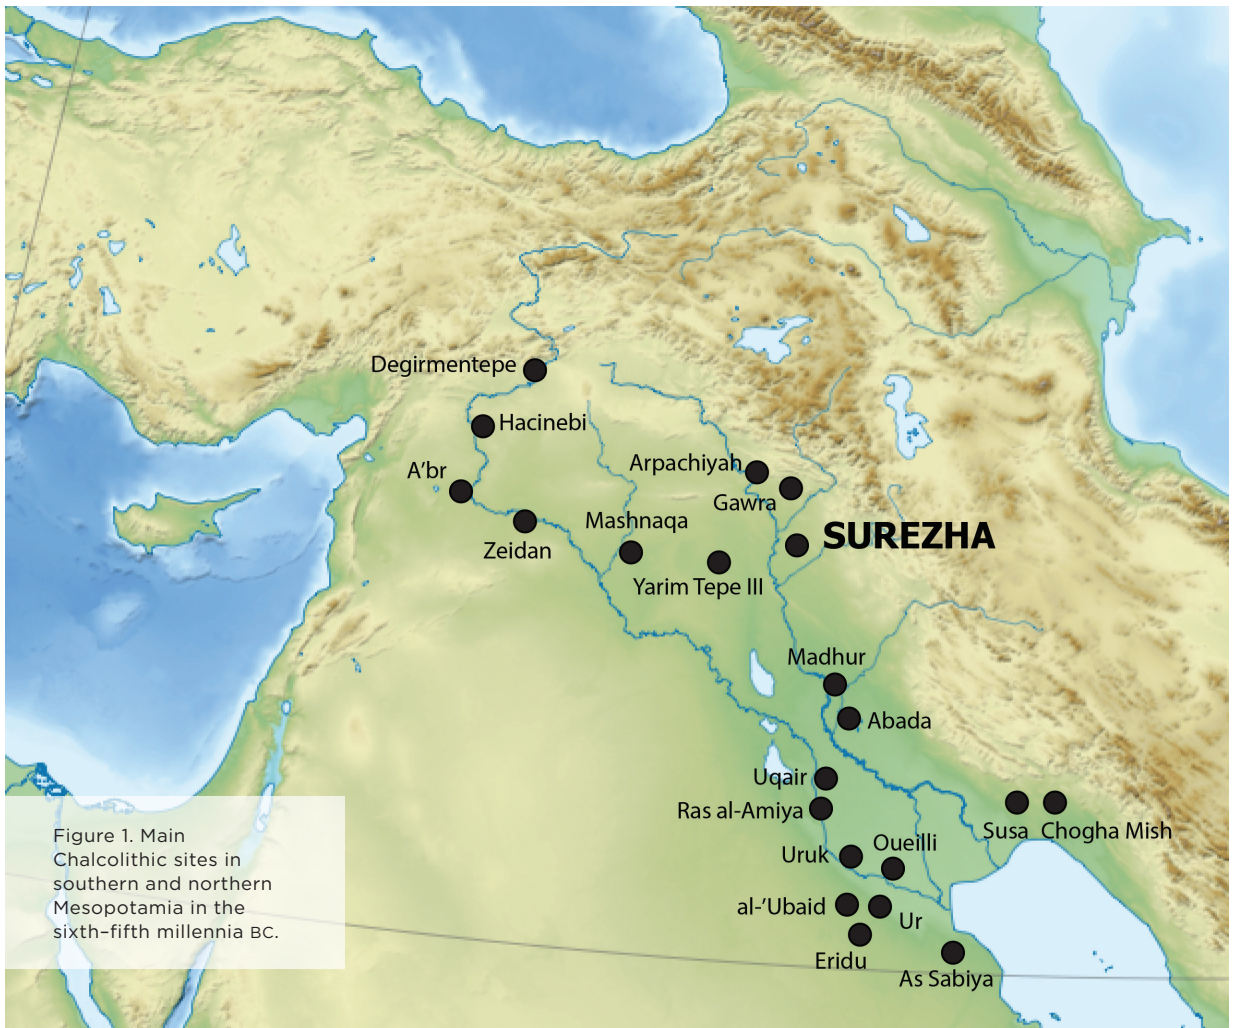 Degirmentepe
Hacinebi
A’br
Arpachiyah
Gawra
Mashnaqa
SUREZHA
Zeidan
Yarim Tepe III
Madhur
Abada
Uqair
Ras al-Amiya
Susa
Chogha Mish
Oueilli
Uruk
al-’Ubaid
Ur
Eridu
As Sabiya
Figure 1. Main
Chalcolithic sites in
southern and northern
Mesopotamia in the
sixth–fifth millennia BC.